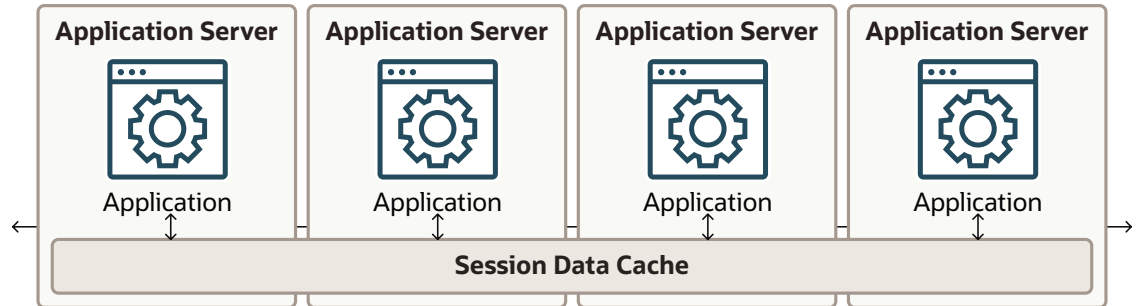 Application Server
Application Server
Application Server
Application Server
Application
Application
Application
Application
Session Data Cache